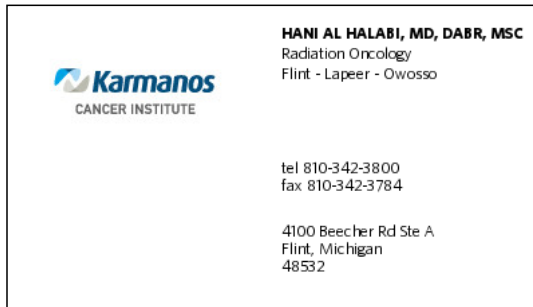 Karmanos
CANCER INSTITUTE
HANI AL HALABI, MD, DABR, MSC
Radiation Oncology
Flint - Lapeer - Owosso
tel 810-342-3800
fax 810-342-3784
4100 Beecher Rd Ste A
Flint, Michigan
48532